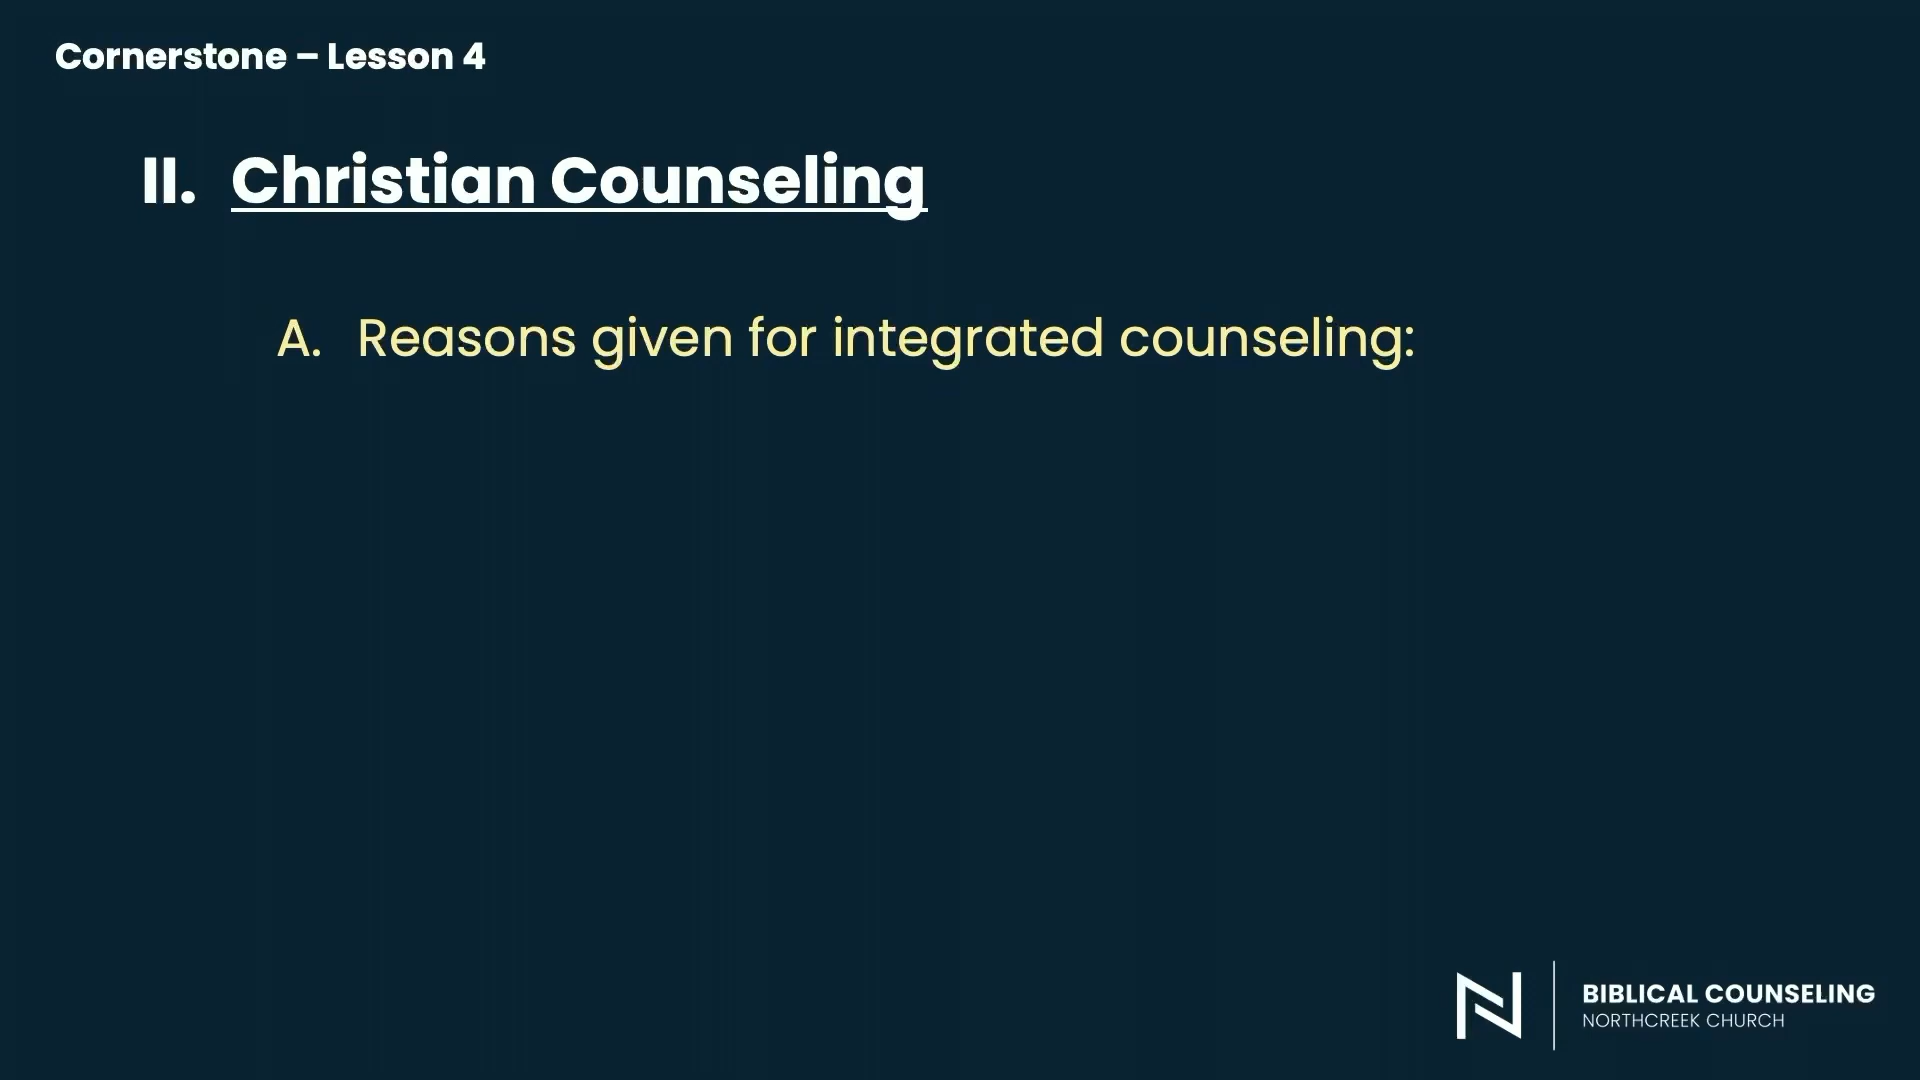 Cornerstone – Lesson 4
II. Christian Counseling
A. Reasons given for integrated counseling:
BIBLICAL COUNSELING
NORTHCREEK CHURCH